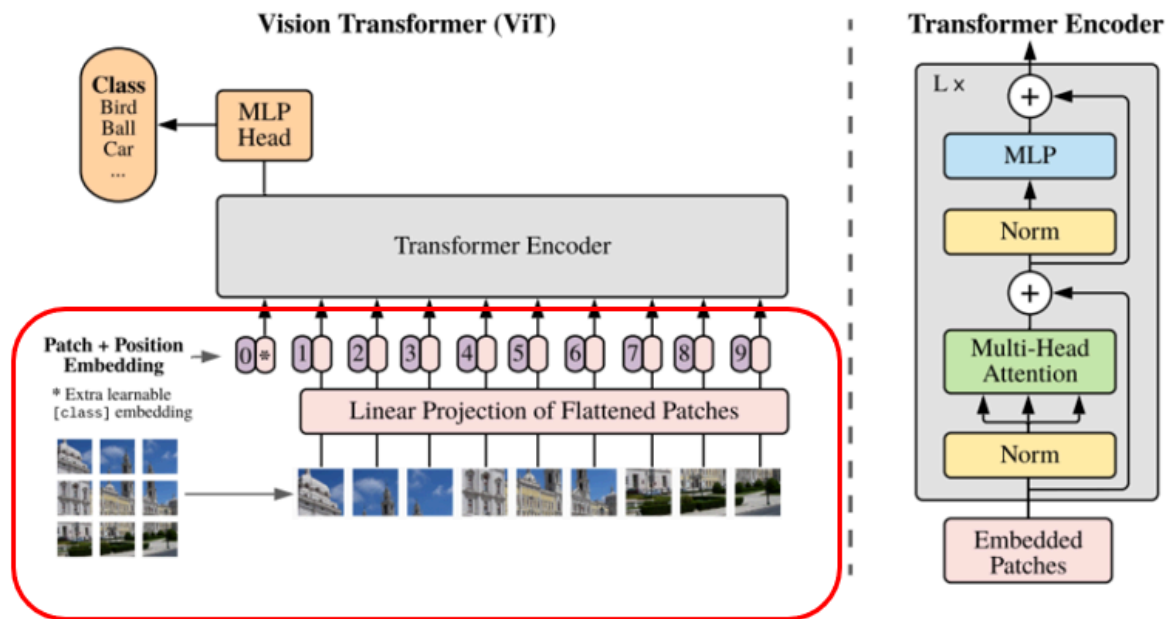 Vision Transformer (ViT)
Transformer Encoder
Class
Bird
Ball
Car
...
MLP
Head
Transformer Encoder
Patch + Position
Embedding
0 * 1 2 3 4 5 6 7 8 9
* Extra learnable
[class] embedding
Linear Projection of Flattened Patches
L ×
+
MLP
Norm
+
Multi-Head
Attention
Norm
Embedded
Patches